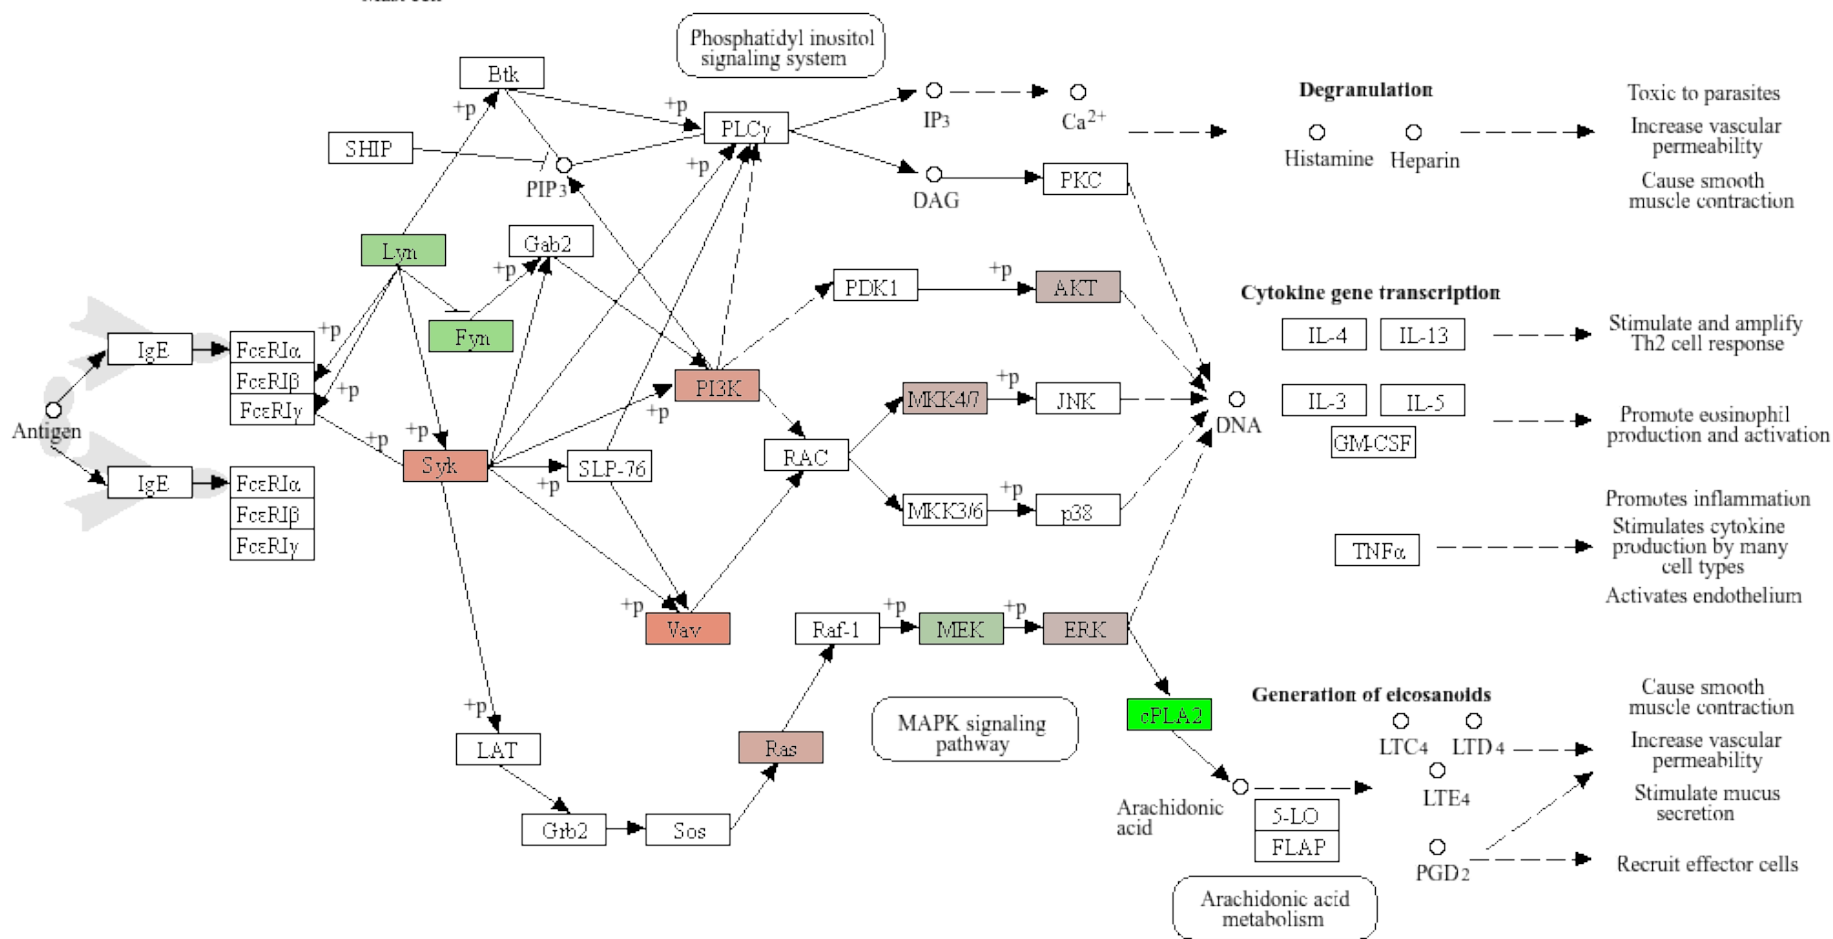 Mast cell
Phosphatidyl inositol
signaling system
Btk
+p
+p
PLCγ
+p
SHIP
PIP3
IP3
Ca2+
DAG
PKC
Degranulation
Histamine
Heparin
Toxic to parasites
Increase vascular
permeability
Cause smooth
muscle contraction
Lyn
Gab2
+p
Fyn
PDK1
+p
AKT
Cytokine gene transcription
IL-4
IL-13
Stimulate and amplify
Th2 cell response
IgE
FcεRIα
FcεRIβ
FcεRIγ
+p
+p
+p
+p
Antigen
PI3K
+p
MKK4/7
+p
JNK
DNA
IL-3
IL-5
GM-CSF
Promote eosinophil
production and activation
Syk
+p
SLP-76
RAC
IgE
FcεRIα
FcεRIβ
FcεRIγ
MKK3/6
+p
p38
TNFα
Promotes inflammation
Stimulates cytokine
production by many
cell types
Activates endothelium
+p
Vav
Raf-1
+p
MEK
+p
ERK
+p
LAT
Ras
Grb2
Sos
MAPK signaling
pathway
cPLA2
Generation of eicosanoids
LTC4
LTD4
LTE4
PGD2
Arachidonic
acid
5-LO
FLAP
Arachidonic acid
metabolism
Cause smooth
muscle contraction
Increase vascular
permeability
Stimulate mucus
secretion
Recruit effector cells